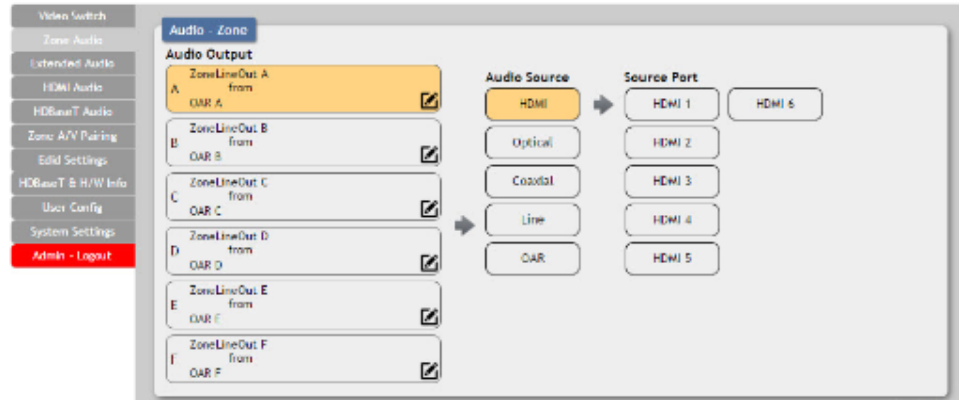 Video Switch
Zone Audio
Extended Audio
HDMI Audio
HDBaseT Audio
Zone A/V Pairing
Edid Settings
HDBaseT & H/W Info
User Config
System Settings
Admin - Logout
Audio - Zone
Audio Output
A
ZoneLineOut A
from
OAR A
B
ZoneLineOut B
from
OAR B
C
ZoneLineOut C
from
OAR C
D
ZoneLineOut D
from
OAR D
E
ZoneLineOut E
from
OAR E
F
ZoneLineOut F
from
OAR F
Audio Source
HDMI
Optical
Coaxial
Line
OAR
Source Port
HDMI 1 HDMI 6
HDMI 2
HDMI 3
HDMI 4
HDMI 5